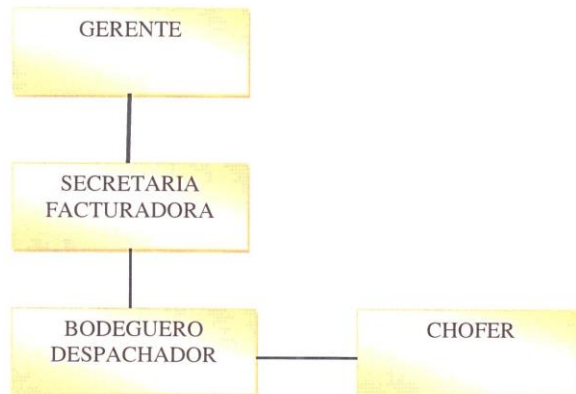 GERENTE
SECRETARIA
FACTURADORA
BODEGUERO
DESPACHADOR
CHOFER